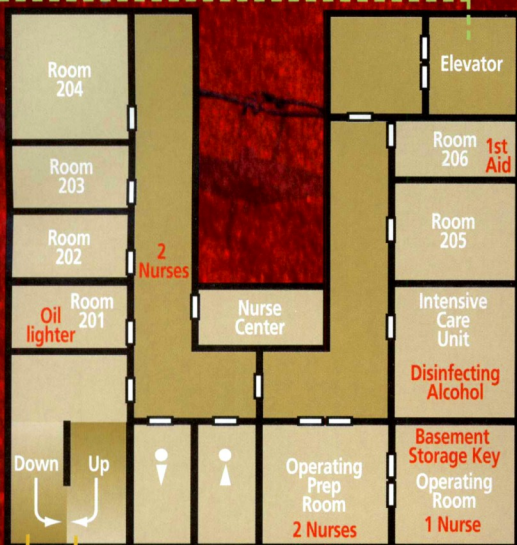 Room
204
Elevator
Room
206
1st
Aid
Room
203
Room
202
2
Nurses
Room
205
Oil
lighter
Room
201
Nurse
Center
Intensive
Care
Unit
Disinfecting
Alcohol
Down
Up
Operating
Prep
Room
2 Nurses
Basement
Storage Key
Operating
Room
1 Nurse